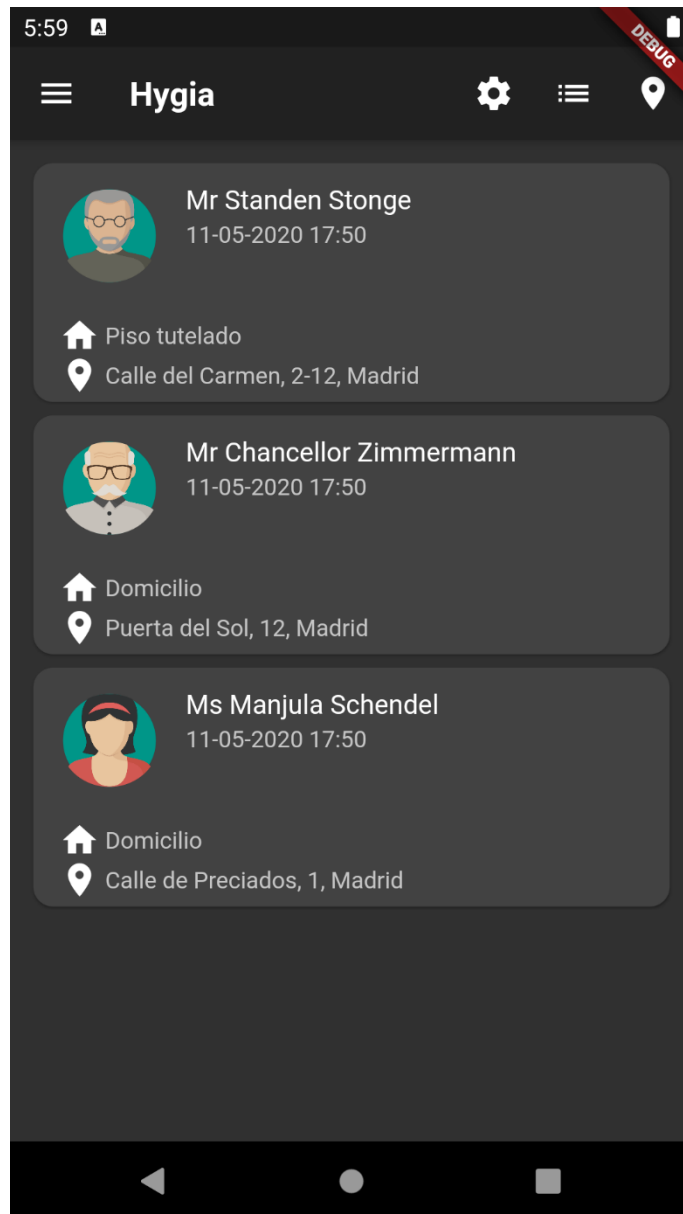 5:59
DEBUG
Hygia
Mr Standen Stonge
11-05-2020 17:50
Piso tutelado
Calle del Carmen, 2-12, Madrid
Mr Chancellor Zimmermann
11-05-2020 17:50
Domicilio
Puerta del Sol, 12, Madrid
Ms Manjula Schendel
11-05-2020 17:50
Domicilio
Calle de Preciados, 1, Madrid